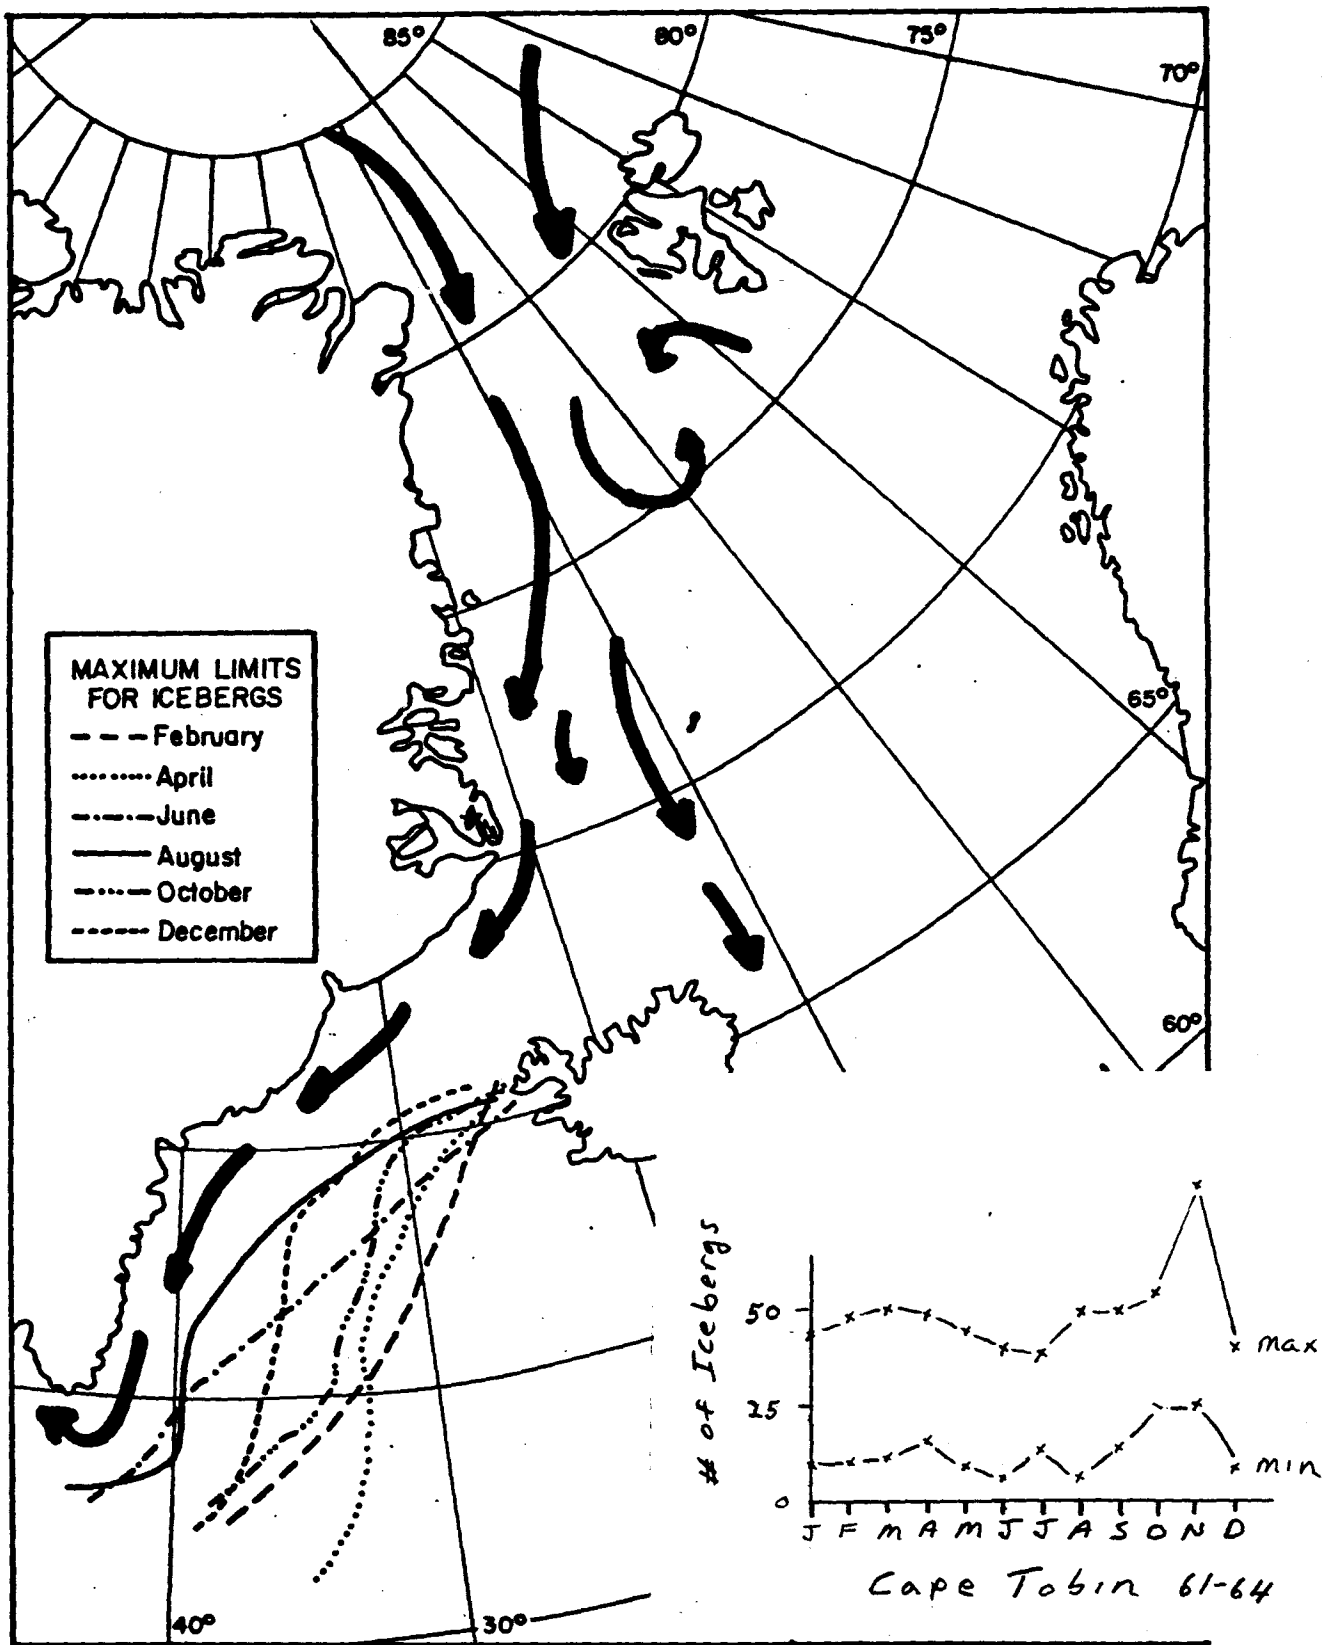 85°
80°
75°
70°
MAXIMUM LIMITS
FOR ICEBERGS
February
April
June
August
October
December
65°
60°
# of Icebergs
50
25
0
max
min
J F M A M J J A S O N D
Cape Tobin 61-64
40°
30°